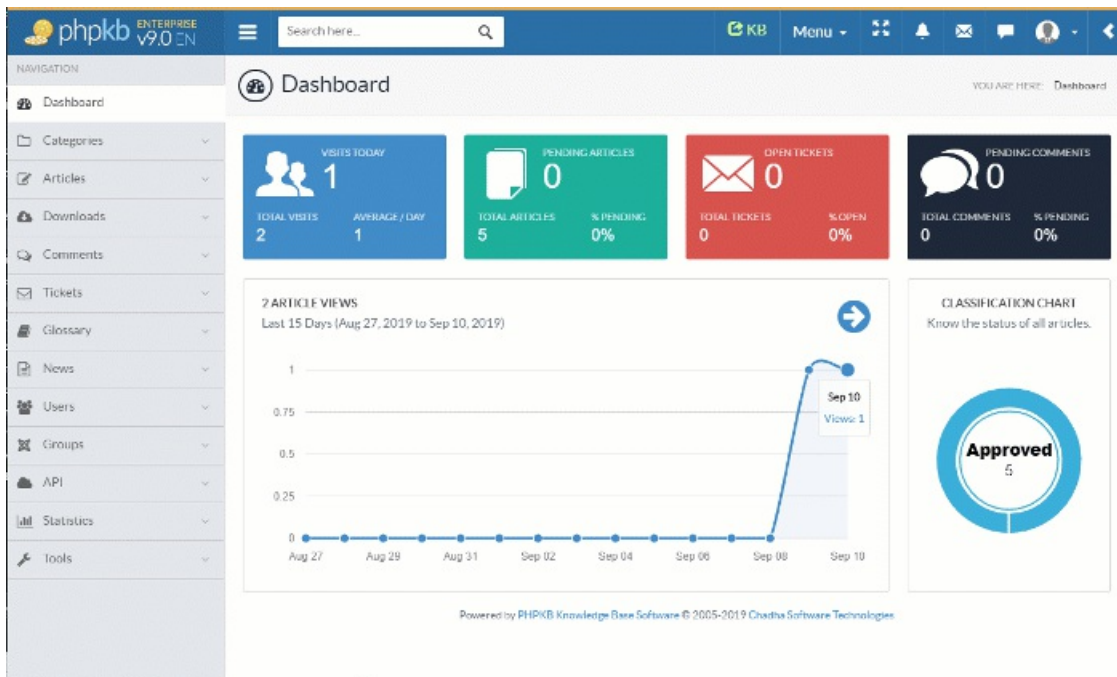 phpkb ENTERPRISE v9.0 EN
Search here...
KB
Menu
NAVIGATION
Dashboard
Categories
Articles
Downloads
Comments
Tickets
Glossary
News
Users
Groups
API
Statistics
Tools
Dashboard
YOU ARE HERE: Dashboard
VISITS TODAY
1
TOTAL VISITS AVERAGE / DAY
2 1
PENDING ARTICLES
0
TOTAL ARTICLES % PENDING
5 0%
OPEN TICKETS
0
TOTAL TICKETS % OPEN
0 0%
PENDING COMMENTS
0
TOTAL COMMENTS % PENDING
0 0%
2 ARTICLE VIEWS
Last 15 Days (Aug 27, 2019 to Sep 10, 2019)
1
0.75
0.5
0.25
0
Sep 10
Views: 1
Aug 27 Aug 29 Aug 31 Sep 02 Sep 04 Sep 06 Sep 08 Sep 10
CLASSIFICATION CHART
Know the status of all articles.
Approved
5
Powered by PHPKB Knowledge Base Software © 2005-2019 Chadha Software Technologies